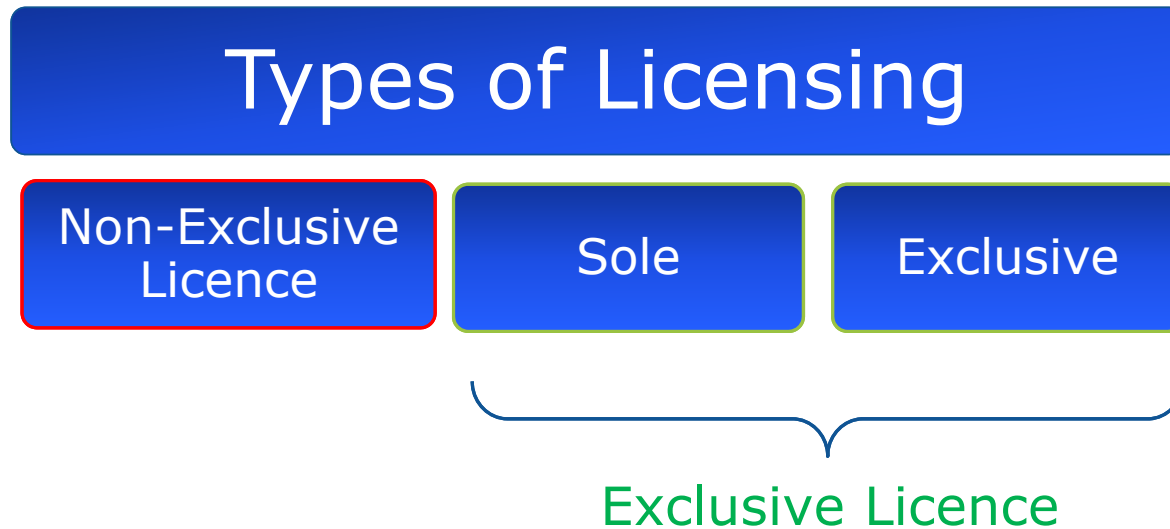 Types of Licensing
Non-Exclusive
Licence
Sole
Exclusive
Exclusive Licence